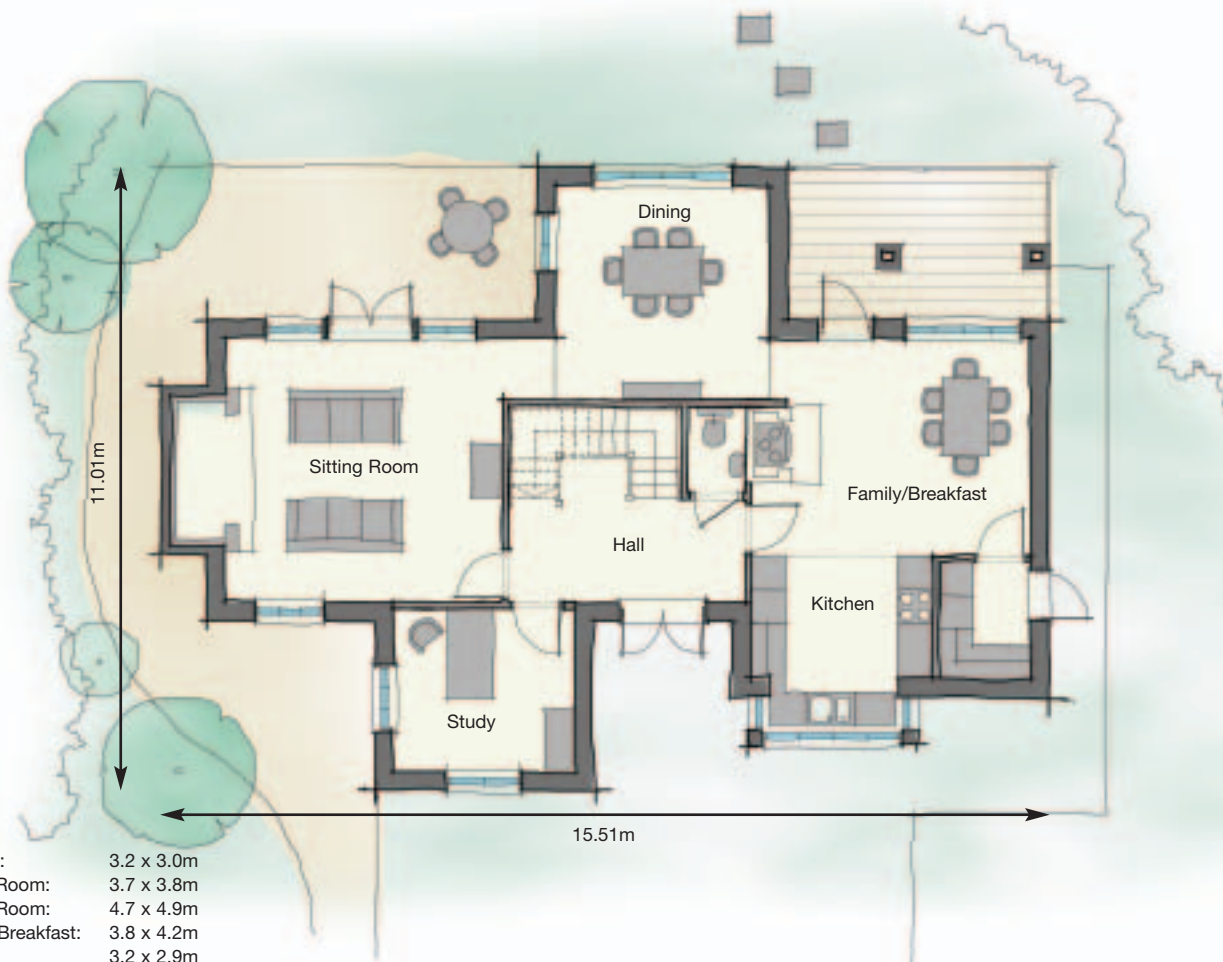 Dining
11.01m
Sitting Room
Family/Breakfast
Hall
Kitchen
Study
15.51m
: 3.2 x 3.0m
Room: 3.7 x 3.8m
Room: 4.7 x 4.9m
Breakfast: 3.8 x 4.2m
3.2 x 2.9m